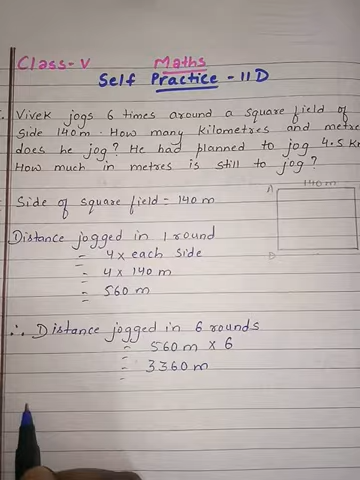 Class-V Maths
Self Practice - 11D
Vivek jogs 6 times around a square field of
side 140m. How many kilometres and metres
does he jog? He had planned to jog 4.5 Km
How much in metres is still to jog?
140m
A
Side of square field = 140m
Distance jogged in 1 round
= 4 x each side
= 4 x 140 m
= 560 m
D
∴ Distance jogged in 6 rounds
= 560 m x 6
= 3360 m
=